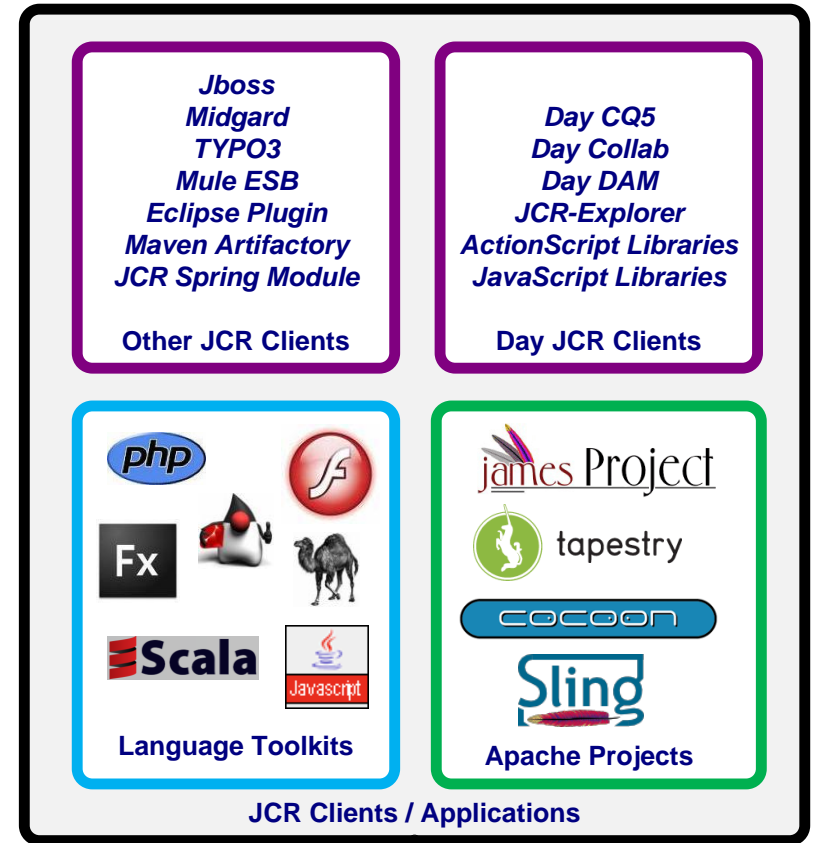 Jboss
Midgard
TYPO3
Mule ESB
Eclipse Plugin
Maven Artifactory
JCR Spring Module
Other JCR Clients
Day CQ5
Day Collab
Day DAM
JCR-Explorer
ActionScript Libraries
JavaScript Libraries
Day JCR Clients
php
Fx
Scala
Javascript
Language Toolkits
james Project
tapestry
cocoon
Sling
Apache Projects
JCR Clients / Applications